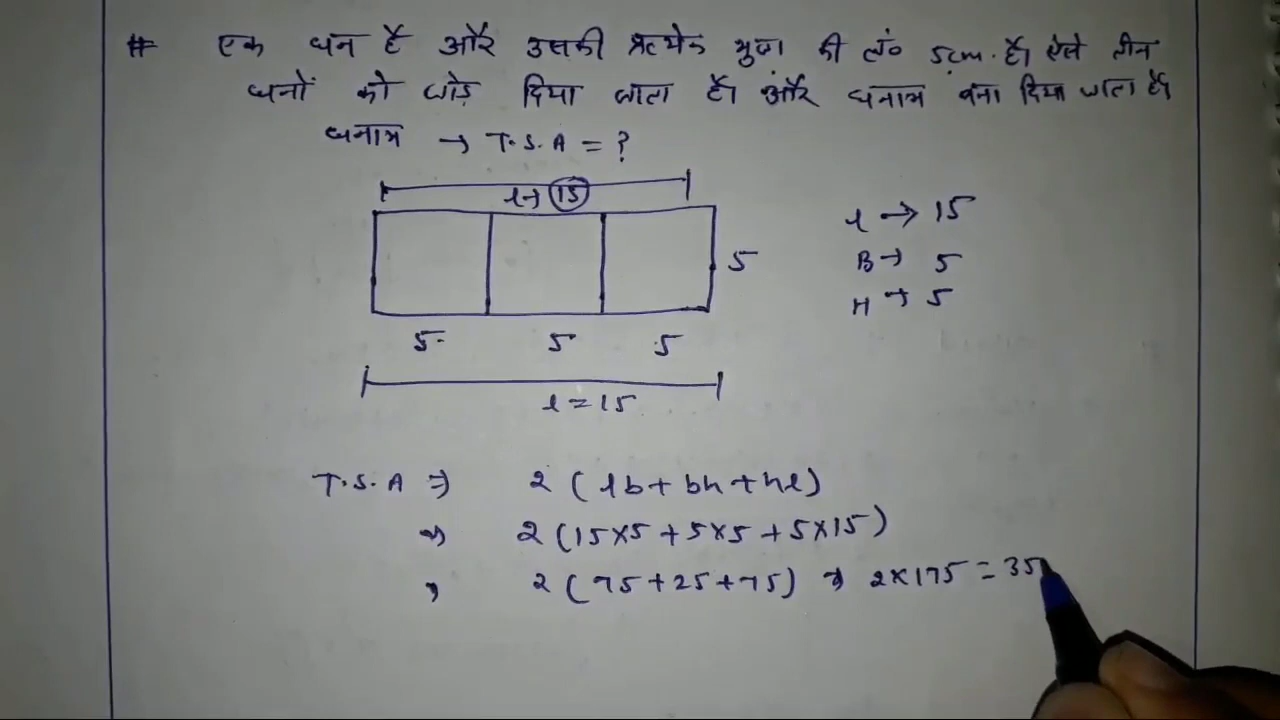 # एक घन है और उसकी प्रत्येक भुजा की लं० 5cm. है। ऐसे तीन
घनों को जोड़ दिया जाता है। और घनाभ बना दिया जाता है।
घनाभ → T.S.A = ?
l → 15
5
5 5 5
l = 15
l → 15
B → 5
H → 5
T.S.A ⇒ 2 (lb + bh + hl)
⇒ 2 (15×5 + 5×5 + 5×15)
, 2 (75 + 25 + 75) ⇒ 2×175 = 35